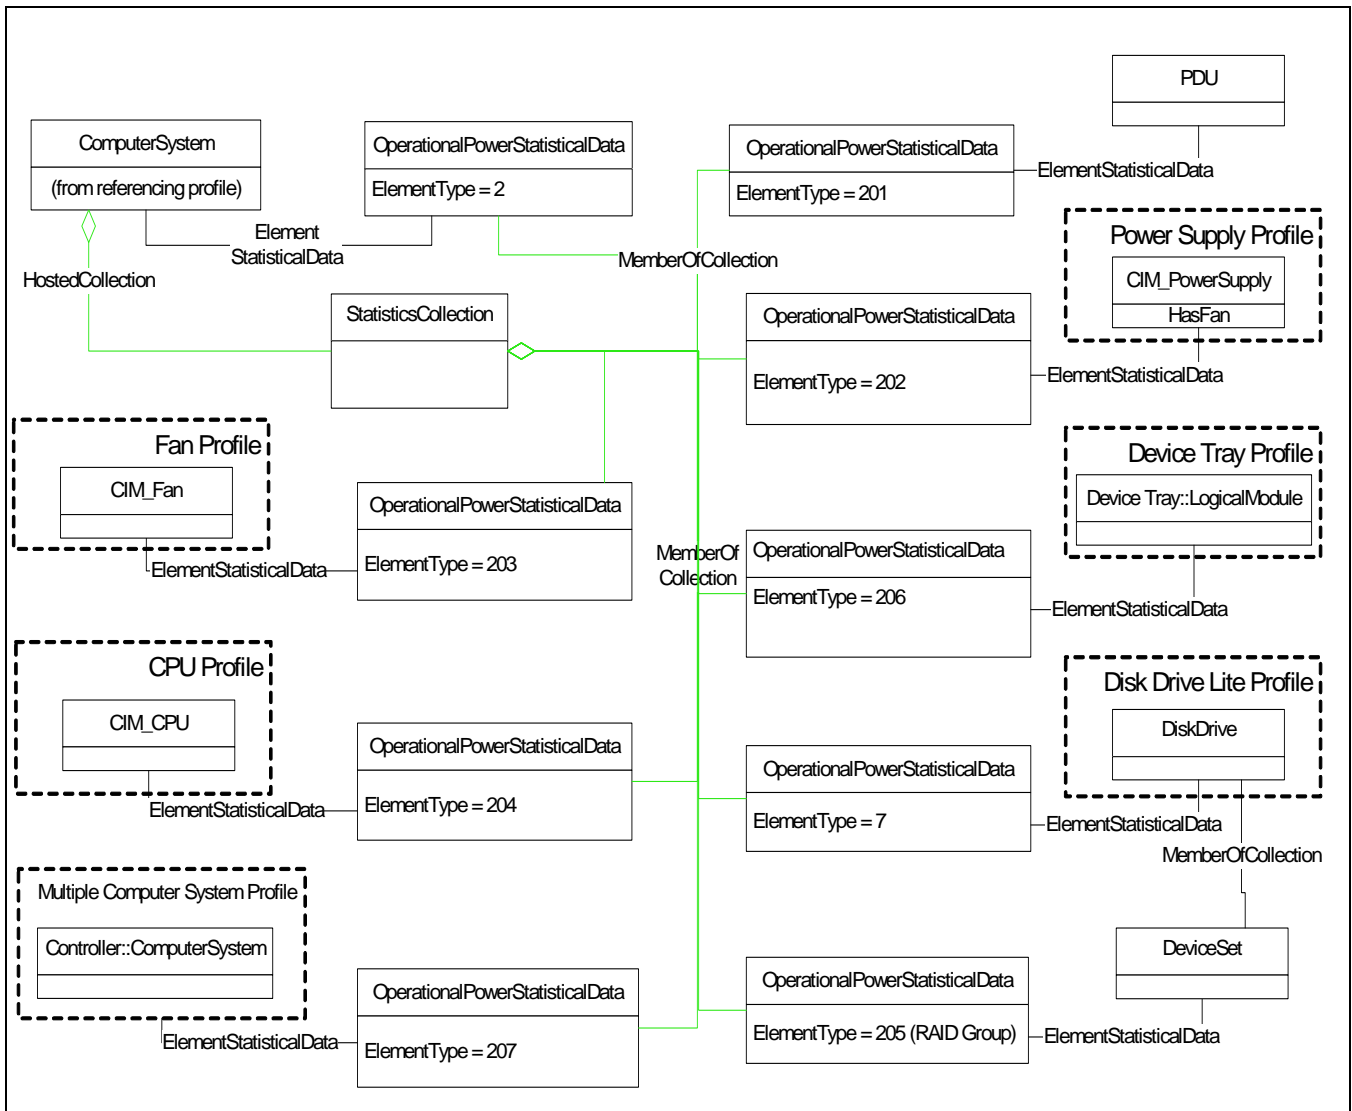 PDU
ComputerSystem
(from referencing profile)
OperationalPowerStatisticalData
ElementType = 2
OperationalPowerStatisticalData
ElementType = 201
ElementStatisticalData
Element
StatisticalData
MemberOfCollection
HostedCollection
Power Supply Profile
CIM_PowerSupply
HasFan
StatisticsCollection
OperationalPowerStatisticalData
ElementType = 202
ElementStatisticalData
Fan Profile
CIM_Fan
ElementStatisticalData
OperationalPowerStatisticalData
ElementType = 203
MemberOf
Collection
OperationalPowerStatisticalData
ElementType = 206
Device Tray Profile
Device Tray::LogicalModule
ElementStatisticalData
CPU Profile
CIM_CPU
ElementStatisticalData
OperationalPowerStatisticalData
ElementType = 204
OperationalPowerStatisticalData
ElementType = 7
Disk Drive Lite Profile
DiskDrive
ElementStatisticalData
MemberOfCollection
Multiple Computer System Profile
Controller::ComputerSystem
ElementStatisticalData
OperationalPowerStatisticalData
ElementType = 207
OperationalPowerStatisticalData
ElementType = 205 (RAID Group)
DeviceSet
ElementStatisticalData